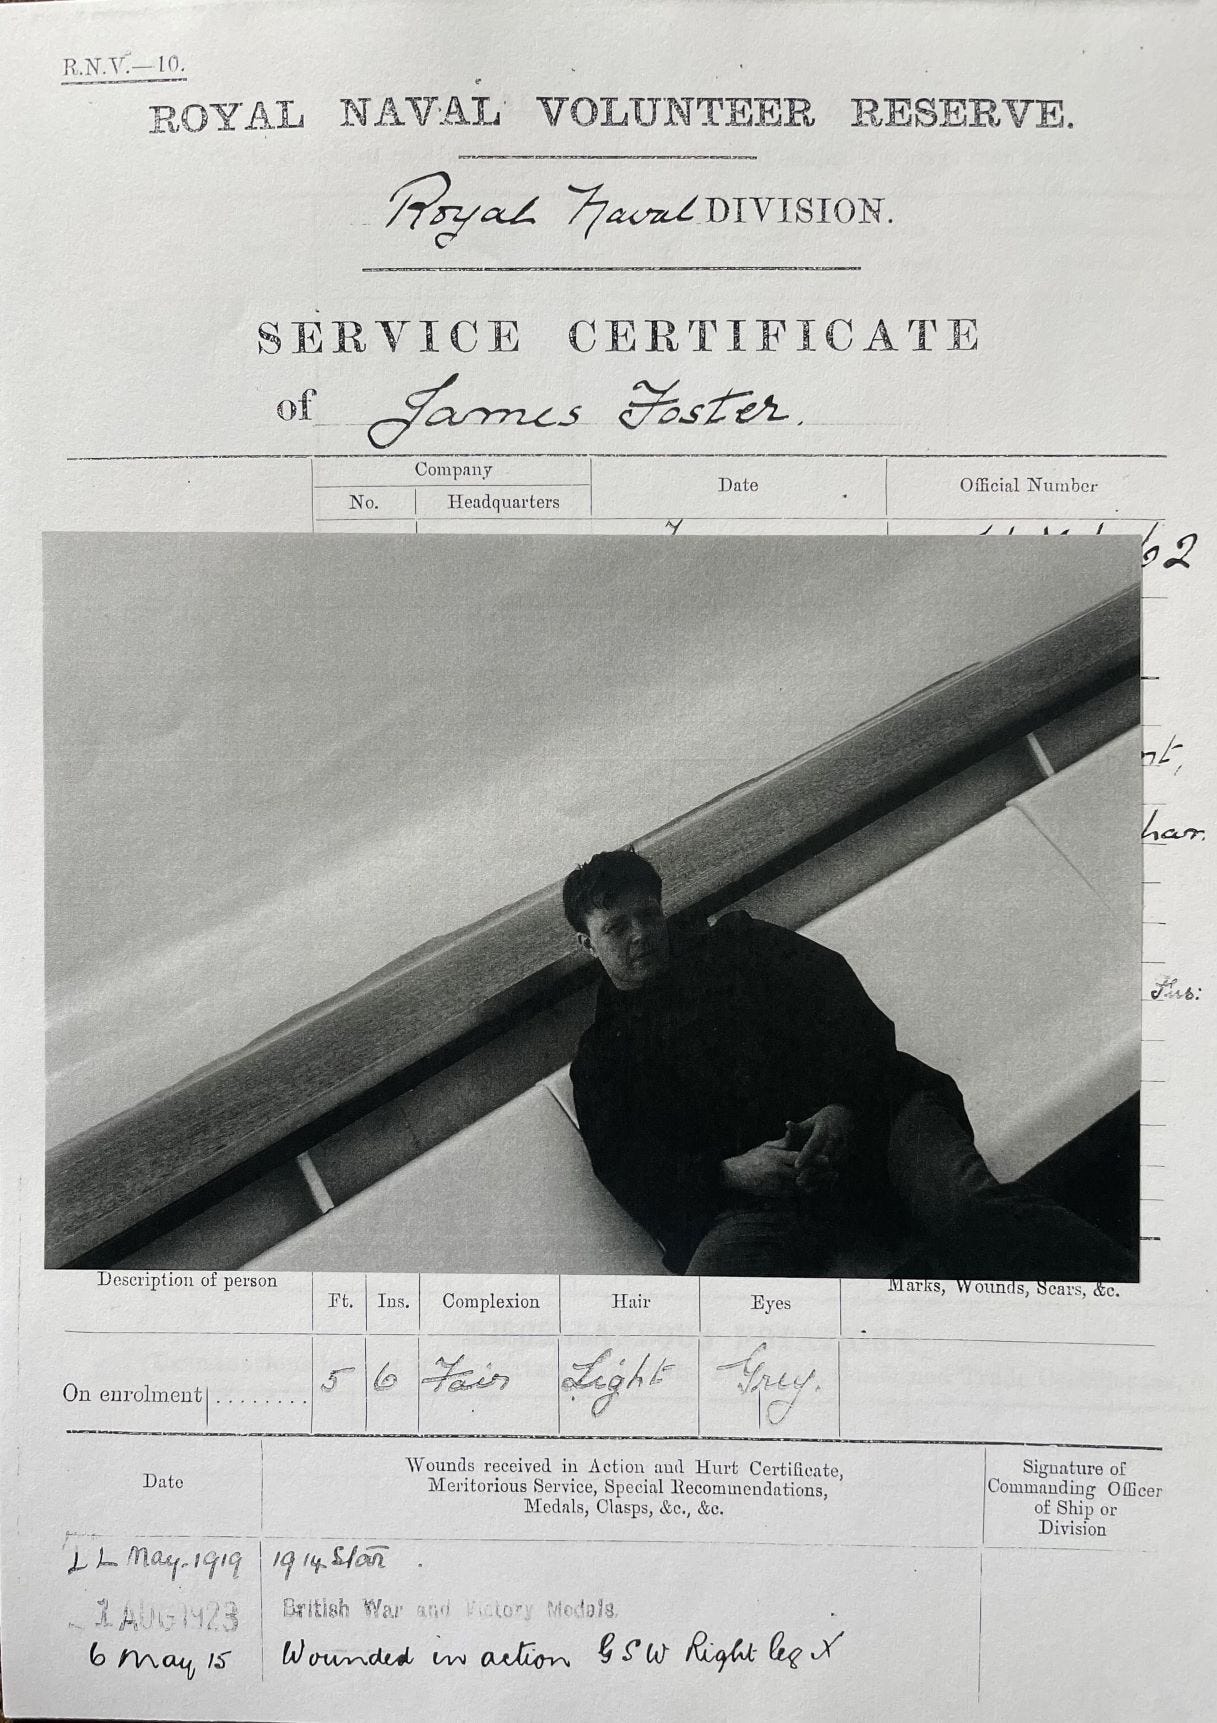 R.N.V.—10.
ROYAL NAVAL VOLUNTEER RESERVE.
Royal Naval DIVISION.
SERVICE CERTIFICATE
of James Foster.
Company
No. Headquarters Date Official Number
62
Description of person
Ft. Ins. Complexion Hair Eyes Marks, Wounds, Scars, &c.
On enrolment ........ 5 6 Fair Light Grey.
Date
Wounds received in Action and Hurt Certificate,
Meritorious Service, Special Recommendations,
Medals, Clasps, &c., &c.
Signature of
Commanding Officer
of Ship or
Division
May. 1919 1914 Star.
1 AUG 1923 British War and Victory Medals.
6 May, 15 Wounded in action GSW Right leg X